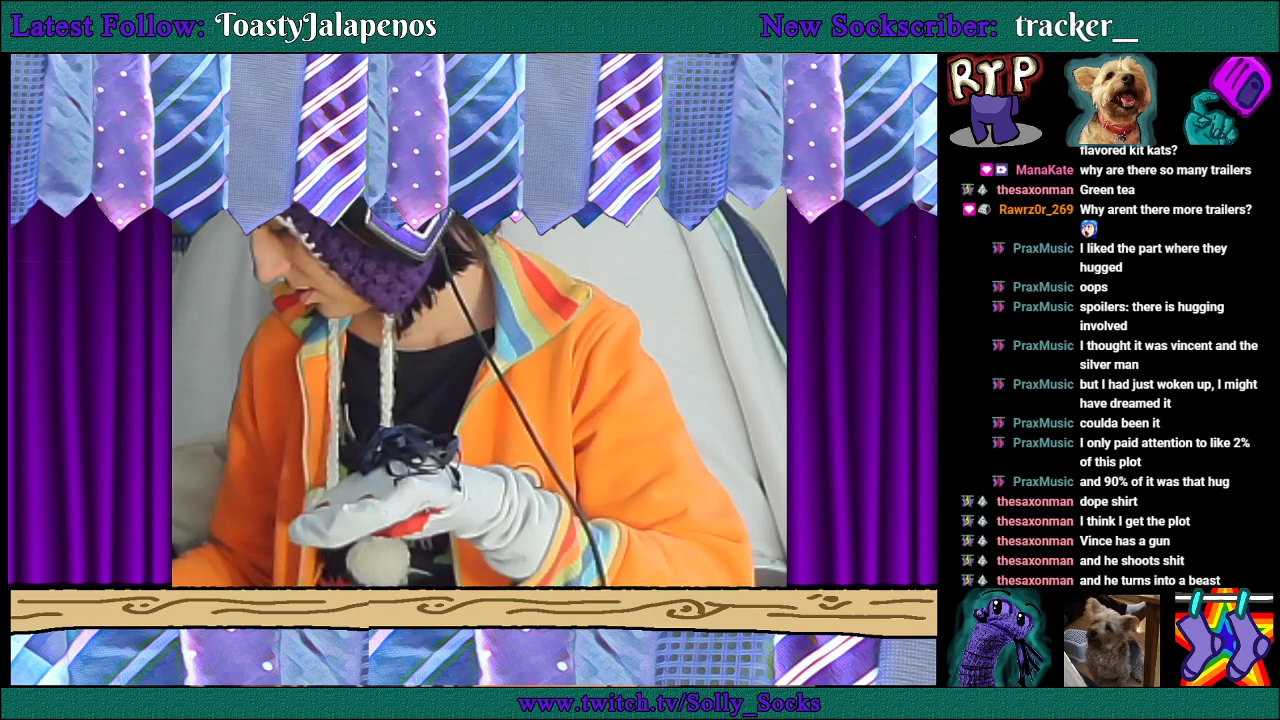 Latest Follow: ToastyJalapenos
New Sockscriber: tracker__
RIP
flavored kit kats?
ManaKate why are there so many trailers
thesaxonman Green tea
Rawrz0r_269 Why arent there more trailers?
PraxMusic I liked the part where they
hugged
PraxMusic oops
PraxMusic spoilers: there is hugging
involved
PraxMusic I thought it was vincent and the
silver man
PraxMusic but I had just woken up, I might
have dreamed it
PraxMusic coulda been it
PraxMusic I only paid attention to like 2%
of this plot
PraxMusic and 90% of it was that hug
thesaxonman dope shirt
thesaxonman I think I get the plot
thesaxonman Vince has a gun
thesaxonman and he shoots shit
thesaxonman and he turns into a beast
www.twitch.tv/Solly_Socks